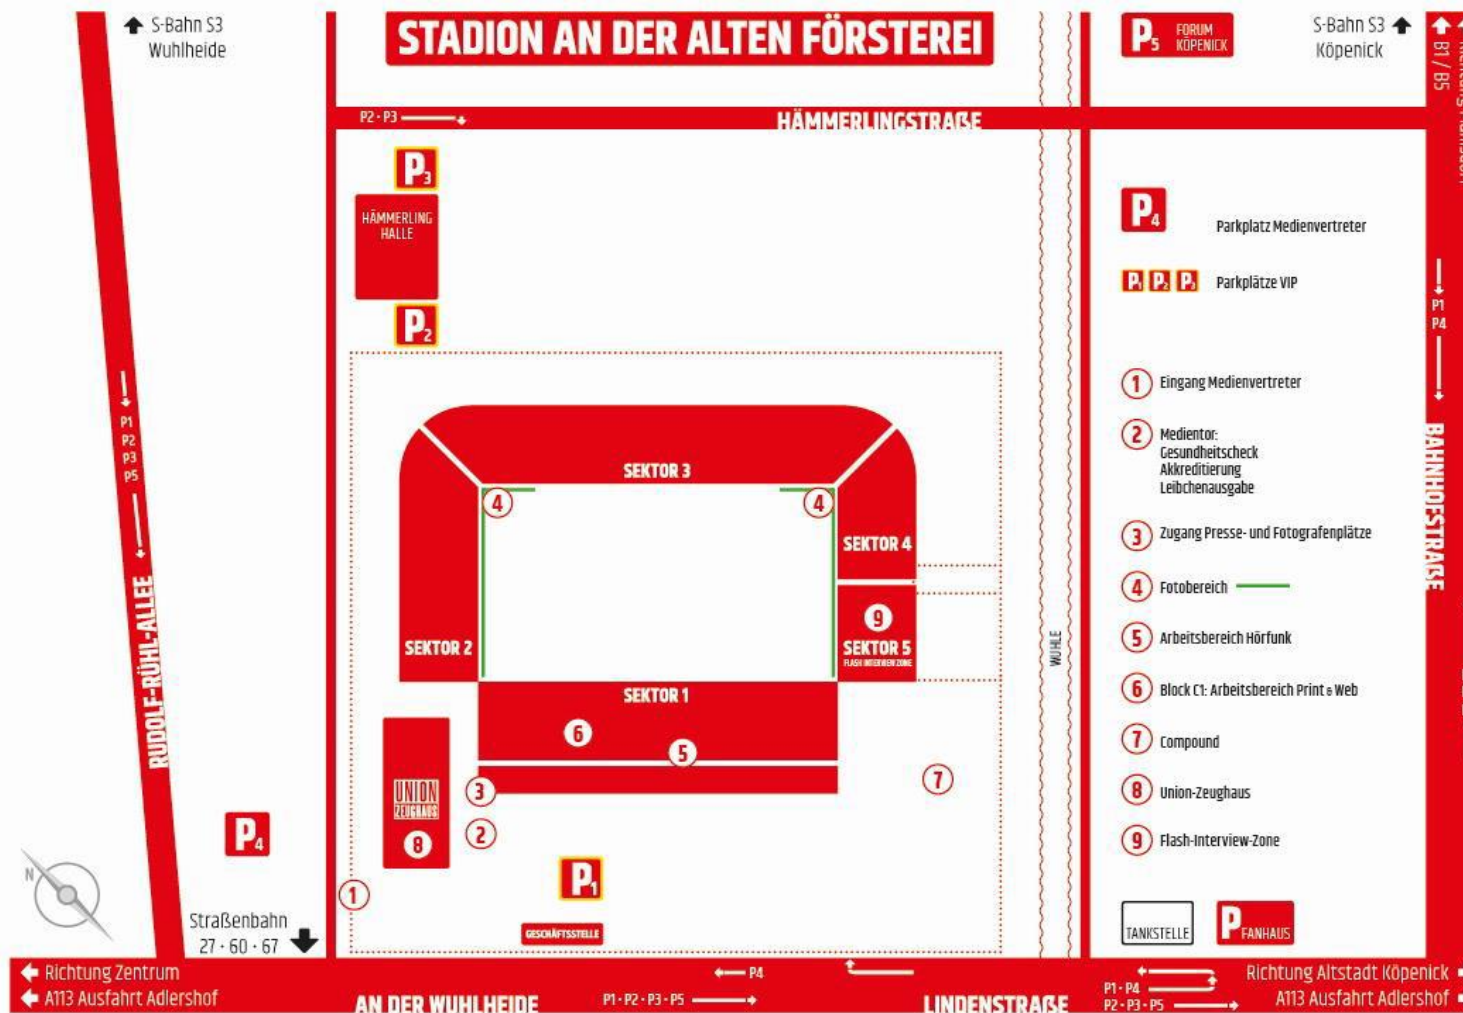 S-Bahn S3
Wuhlheide
STADION AN DER ALTEN FÖRSTEREI
P5 FORUM
KÖPENICK
S-Bahn S3
Köpenick
B1 / B5
P2 · P3
HÄMMERLINGSTRAßE
P3
HÄMMERLING
HALLE
P2
P4
Parkplatz Medienvertreter
P1 P2 P3 Parkplätze VIP
P1
P4
BAHNHOFSTRAßE
P1
P2
P3
P5
RUDOLF-RÜHL-ALLEE
SEKTOR 3
4
4
SEKTOR 4
9
SEKTOR 2
SEKTOR 5
FLASH INTERVIEW ZONE
SEKTOR 1
6
5
7
UNION
ZEUGHAUS
8
3
2
1
P1
GESCHÄFTSSTELLE
WUHLE
1 Eingang Medienvertreter
2 Medientor:
Gesundheitscheck
Akkreditierung
Leibchenausgabe
3 Zugang Presse- und Fotografenplätze
4 Fotobereich
5 Arbeitsbereich Hörfunk
6 Block C1: Arbeitsbereich Print & Web
7 Compound
8 Union-Zeughaus
9 Flash-Interview-Zone
TANKSTELLE
P FANHAUS
P4
N
Straßenbahn
27 · 60 · 67
Richtung Zentrum
A113 Ausfahrt Adlershof
AN DER WUHLHEIDE
P4
P1 · P2 · P3 · P5
LINDENSTRAßE
P1 · P4
P2 · P3 · P5
Richtung Altstadt Köpenick
A113 Ausfahrt Adlershof